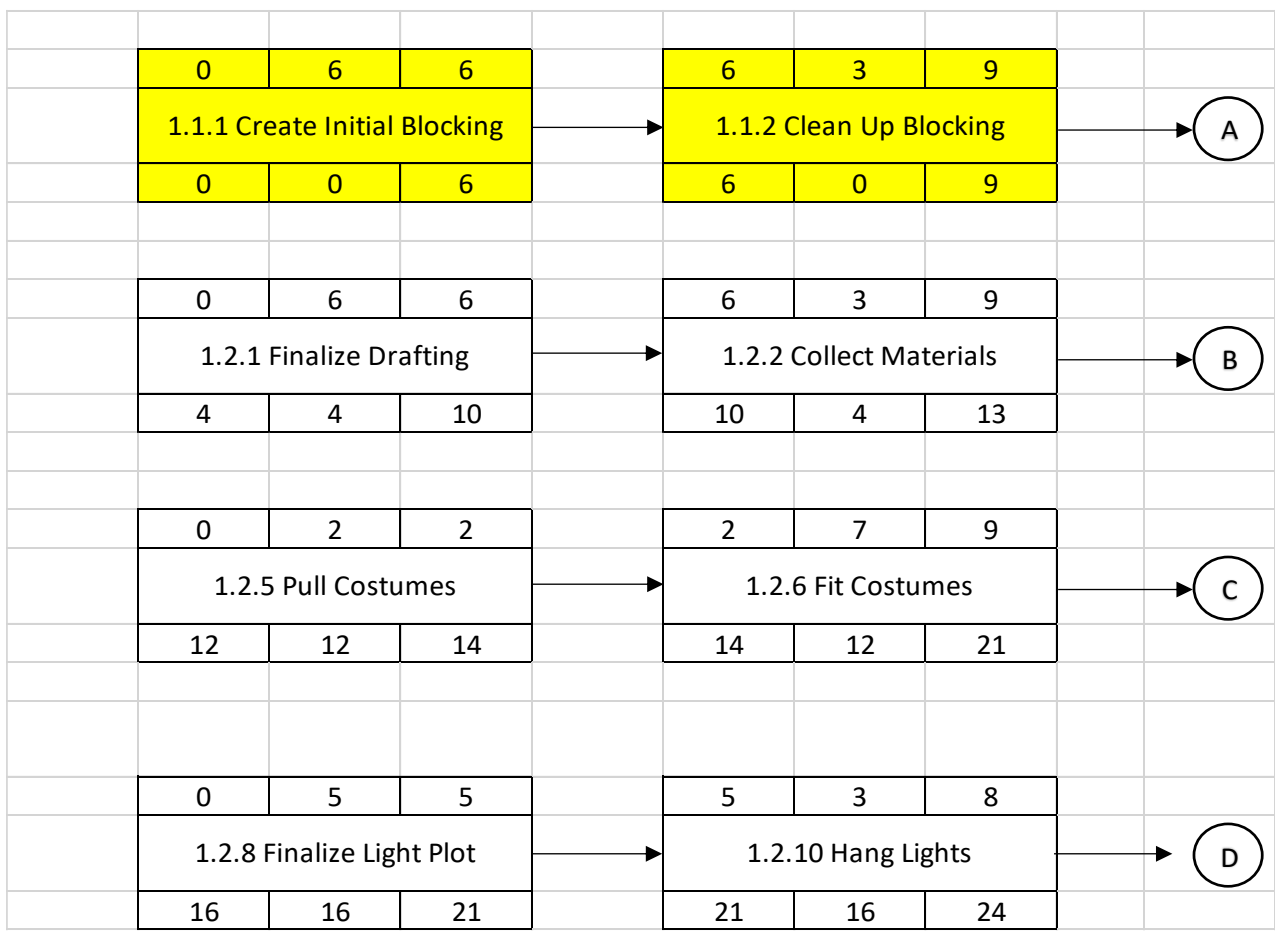 0 6 6 6 3 9
1.1.1 Create Initial Blocking 1.1.2 Clean Up Blocking A
0 0 6 6 0 9
0 6 6 6 3 9
1.2.1 Finalize Drafting 1.2.2 Collect Materials B
4 4 10 10 4 13
0 2 2 2 7 9
1.2.5 Pull Costumes 1.2.6 Fit Costumes C
12 12 14 14 12 21
0 5 5 5 3 8
1.2.8 Finalize Light Plot 1.2.10 Hang Lights D
16 16 21 21 16 24